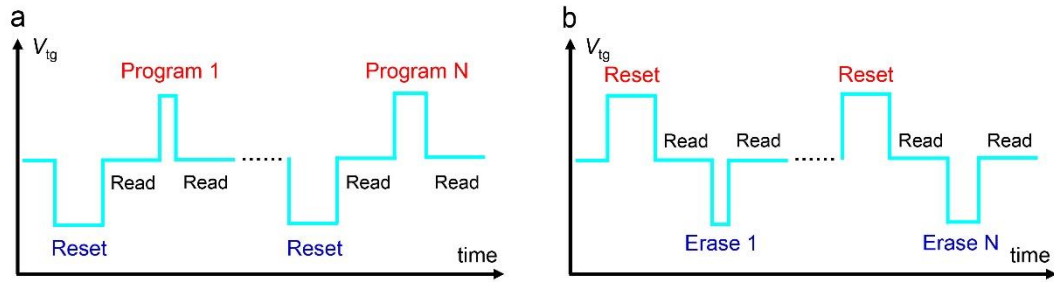 a
V_tg
Program 1
Program N
Read
Read
Read
Read
Reset
Reset
time
b
V_tg
Reset
Reset
Read
Read
Read
Read
Erase 1
Erase N
time